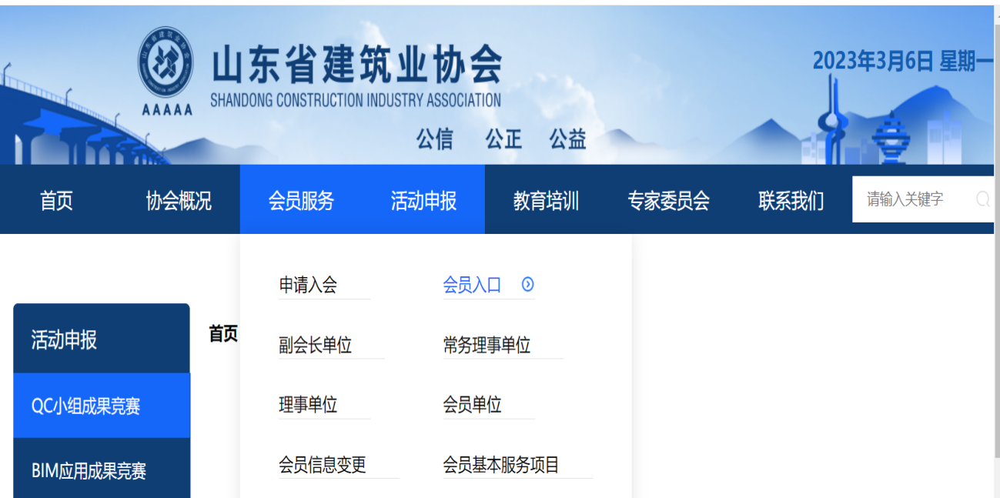 山东省建筑业协会
AAAAA
SHANDONG CONSTRUCTION INDUSTRY ASSOCIATION
2023年3月6日 星期一
公信 公正 公益
首页 协会概况 会员服务 活动申报 教育培训 专家委员会 联系我们 请输入关键字
申请入会 会员入口
活动申报 首页 副会长单位 常务理事单位
QC小组成果竞赛 理事单位 会员单位
BIM应用成果竞赛 会员信息变更 会员基本服务项目